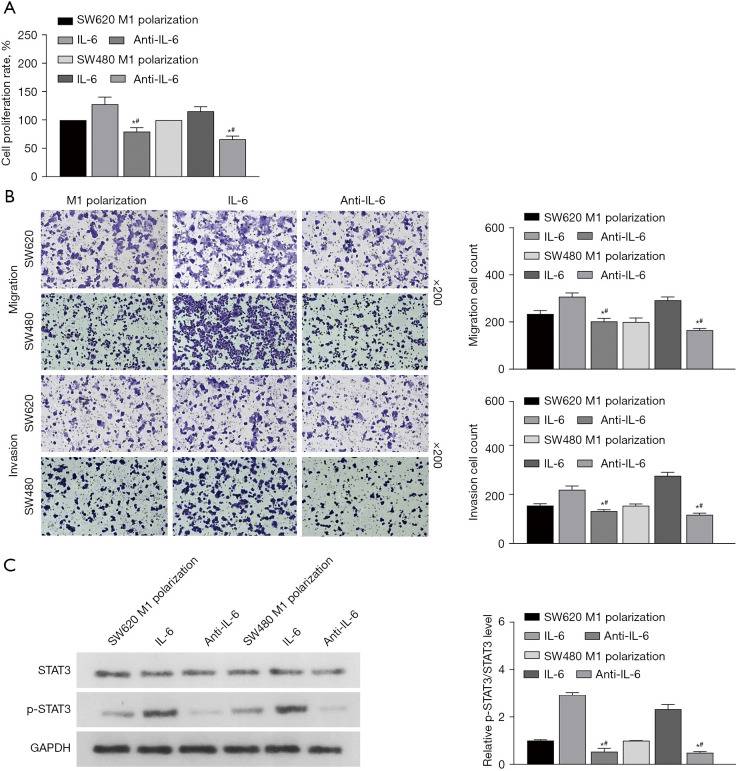 A
SW620 M1 polarization
IL-6 Anti-IL-6
SW480 M1 polarization
IL-6 Anti-IL-6
Cell proliferation rate, %
250
200
150
100
50
0
*# *#
B
M1 polarization IL-6 Anti-IL-6
Migration
SW620
SW480
×200
Invasion
SW620
SW480
×200
SW620 M1 polarization
IL-6 Anti-IL-6
SW480 M1 polarization
IL-6 Anti-IL-6
Migration cell count
600
400
200
0
*# *#
SW620 M1 polarization
IL-6 Anti-IL-6
SW480 M1 polarization
IL-6 Anti-IL-6
Invasion cell count
600
400
200
0
*# *#
C
SW620 M1 polarization
IL-6
Anti-IL-6
SW480 M1 polarization
IL-6
Anti-IL-6
STAT3
p-STAT3
GAPDH
SW620 M1 polarization
IL-6 Anti-IL-6
SW480 M1 polarization
IL-6 Anti-IL-6
Relative p-STAT3/STAT3 level
6
4
2
0
*# *#